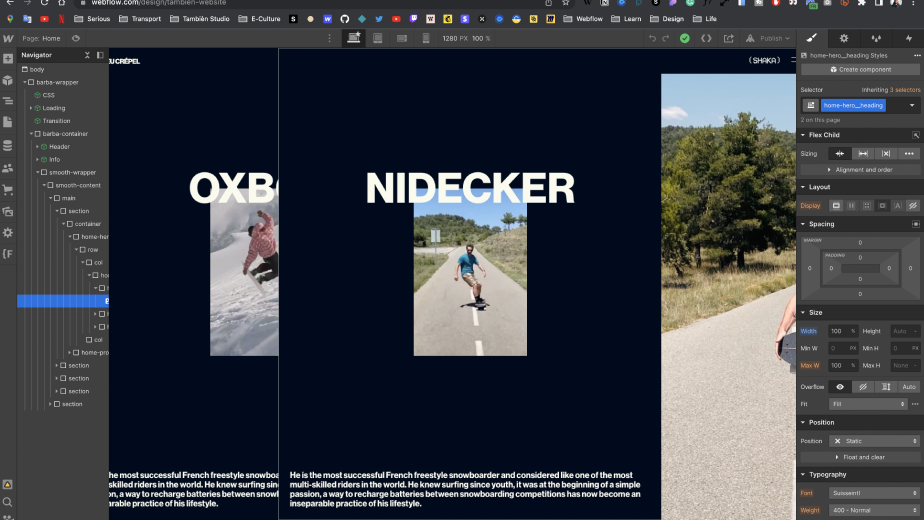 webflow.com/design/tambien-website
Serious
Transport
Tambièn Studio
E-Culture
Webflow
Learn
Design
Life
Page: Home
1280 PX 100 %
Publish
Navigator
body
barba-wrapper
CSS
Loading
Transition
barba-container
Header
Info
smooth-wrapper
smooth-content
main
section
container
home-her
row
col
ho
col
home-pro
section
section
section
section
U CRÉPEL
(SHAKA)
OXB
NIDECKER
he most successful French freestyle snowboa
skilled riders in the world. He knew surfing sinc
on, a way to recharge batteries between snowl
arable practice of his lifestyle.
He is the most successful French freestyle snowboarder and considered like one of the most
multi-skilled riders in the world. He knew surfing since youth, it was at the beginning of a simple
passion, a way to recharge batteries between snowboarding competitions has now become an
inseparable practice of his lifestyle.
home-hero__heading Styles
Create component
Selector
Inheriting 3 selectors
home-hero__heading
2 on this page
Flex Child
Sizing
Alignment and order
Layout
Display
Spacing
MARGIN
0
PADDING
0
0 0 0 0
0
0
Size
Width 100 % Height Auto -
Min W 0 PX Min H 0 PX
Max W 100 % Max H None -
Overflow Auto
Fit Fill
Position
Position Static
Float and clear
Typography
Font Suisseintl
Weight 400 - Normal